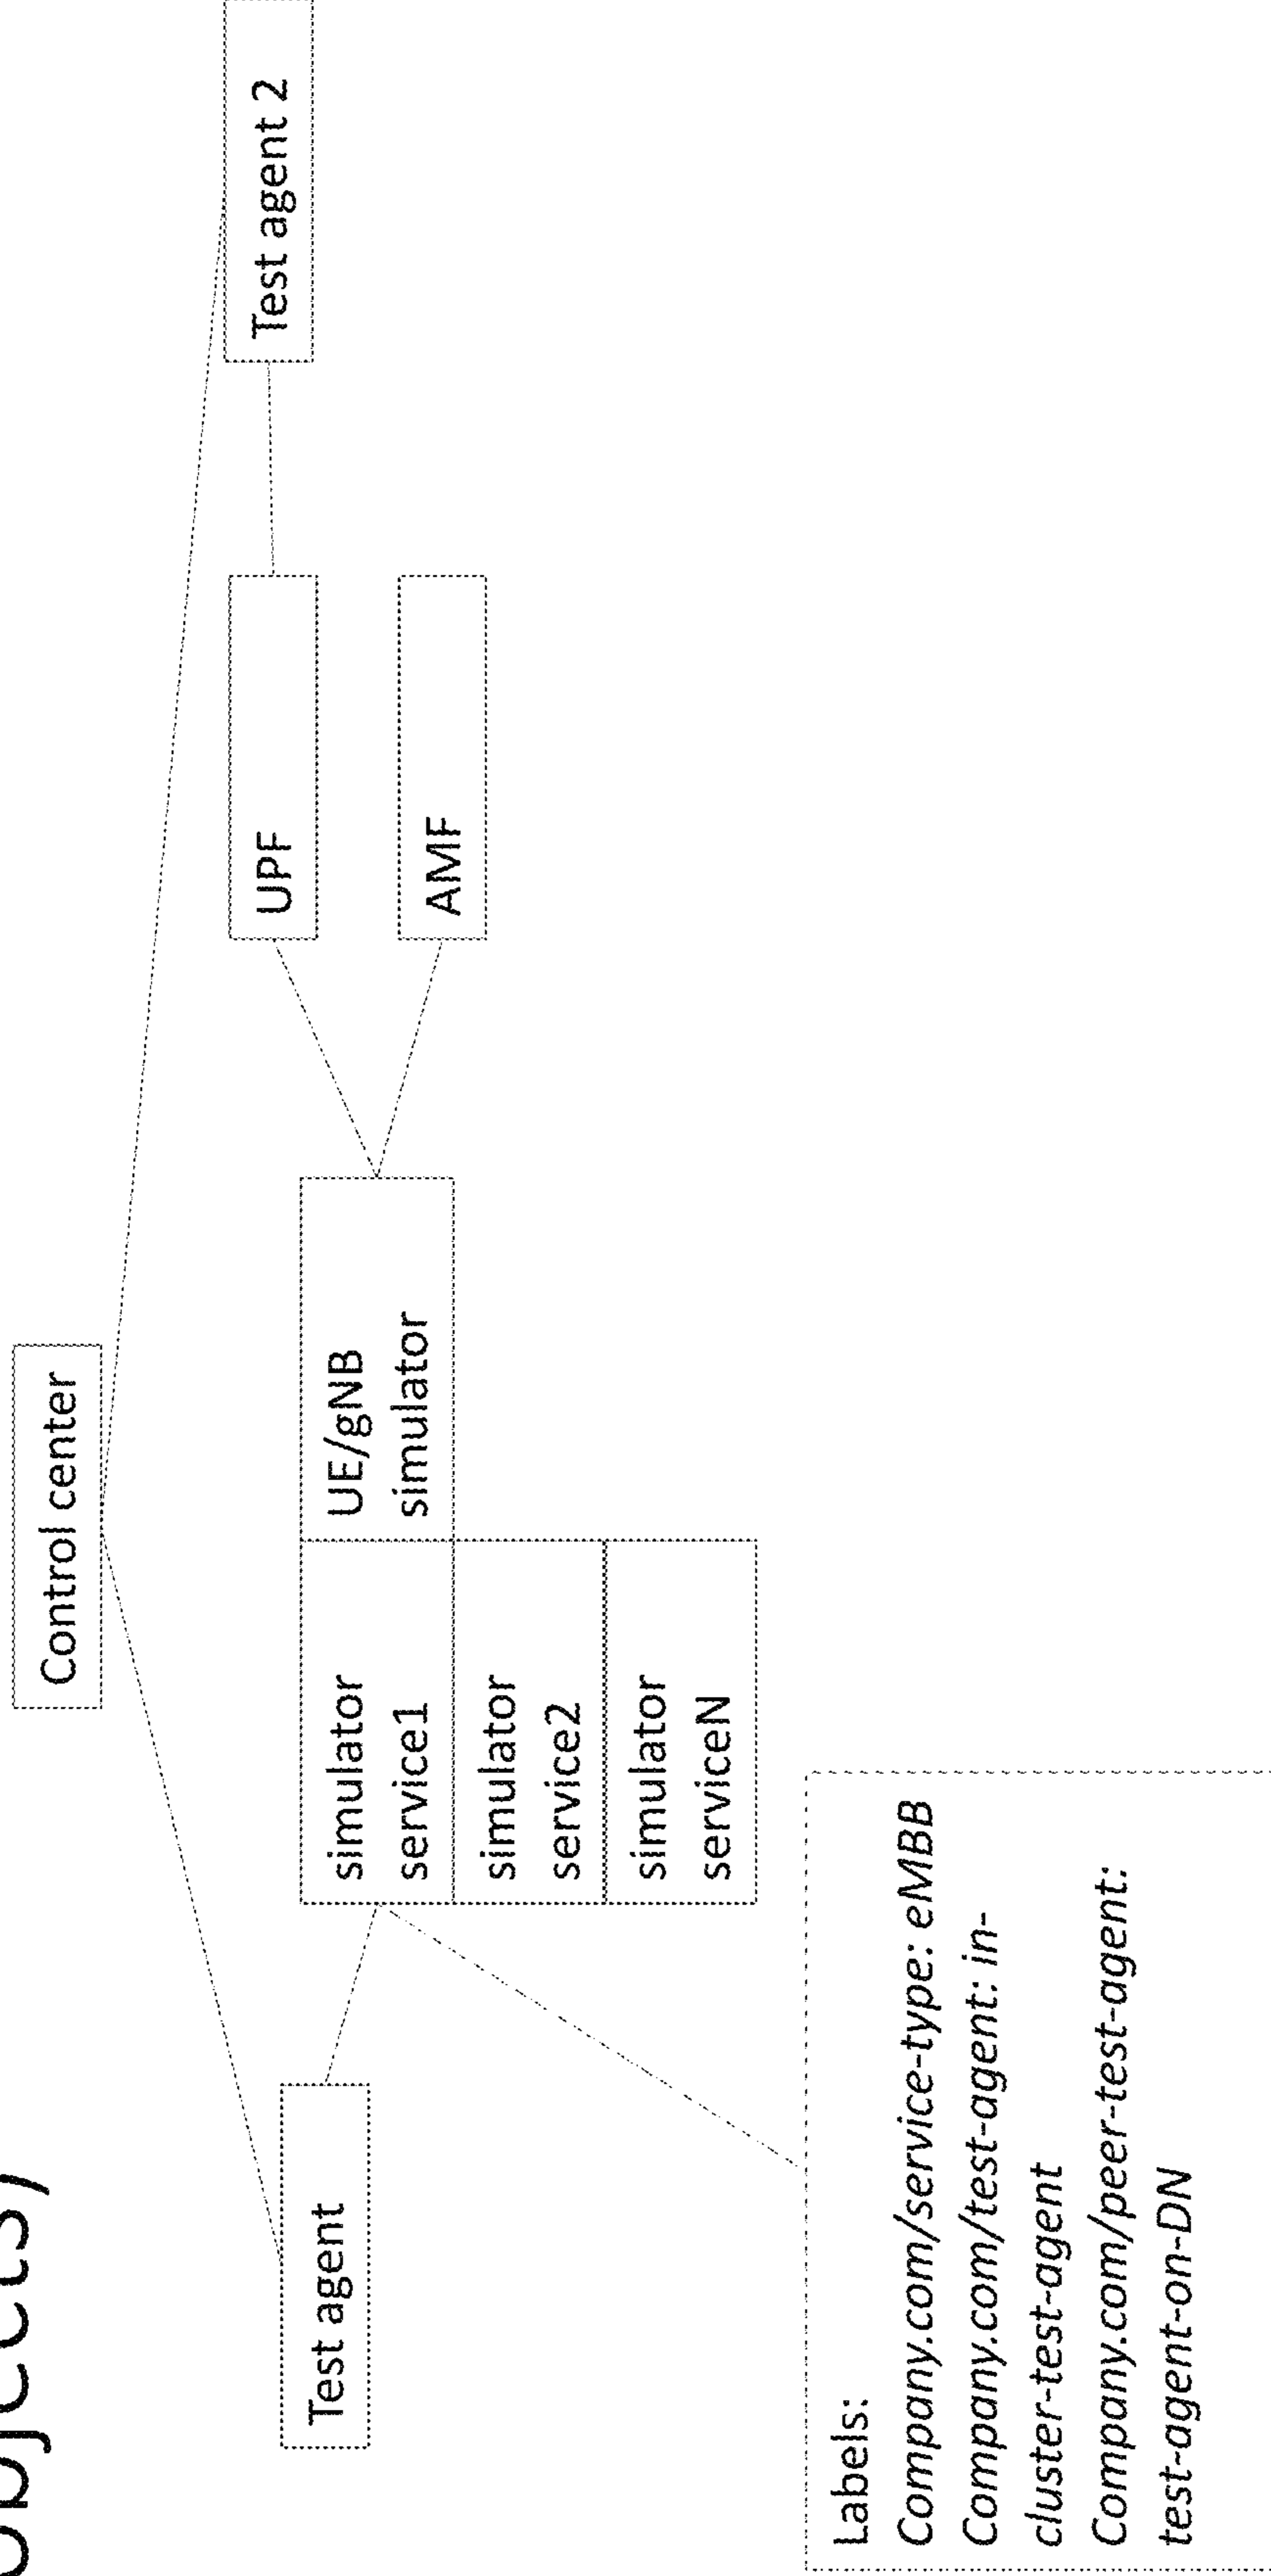 objects)
Control center
Test agent
simulator
service1
UE/gNB
simulator
simulator
service2
simulator
serviceN
UPF
AMF
Test agent 2
Labels:
Company.com/service-type: eMBB
Company.com/test-agent: in-
cluster-test-agent
Company.com/peer-test-agent:
test-agent-on-DN